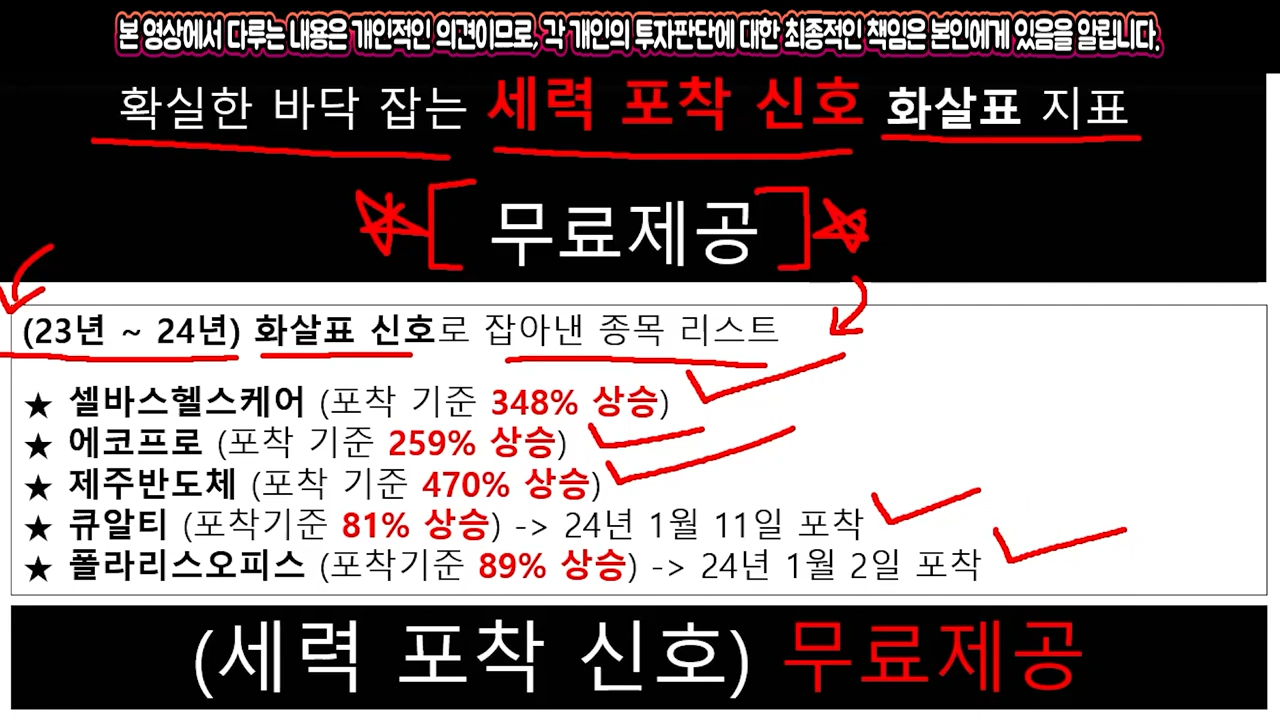 본 영상에서 다루는 내용은 개인적인 의견이므로, 각 개인의 투자판단에 대한 최종적인 책임은 본인에게 있음을 알립니다.
확실한 바닥 잡는 세력 포착 신호 화살표 지표
[무료제공]
(23년 ~ 24년) 화살표 신호로 잡아낸 종목 리스트
★ 셀바스헬스케어 (포착 기준 348% 상승)
★ 에코프로 (포착 기준 259% 상승)
★ 제주반도체 (포착 기준 470% 상승)
★ 큐알티 (포착기준 81% 상승) -> 24년 1월 11일 포착
★ 폴라리스오피스 (포착기준 89% 상승) -> 24년 1월 2일 포착
(세력 포착 신호) 무료제공